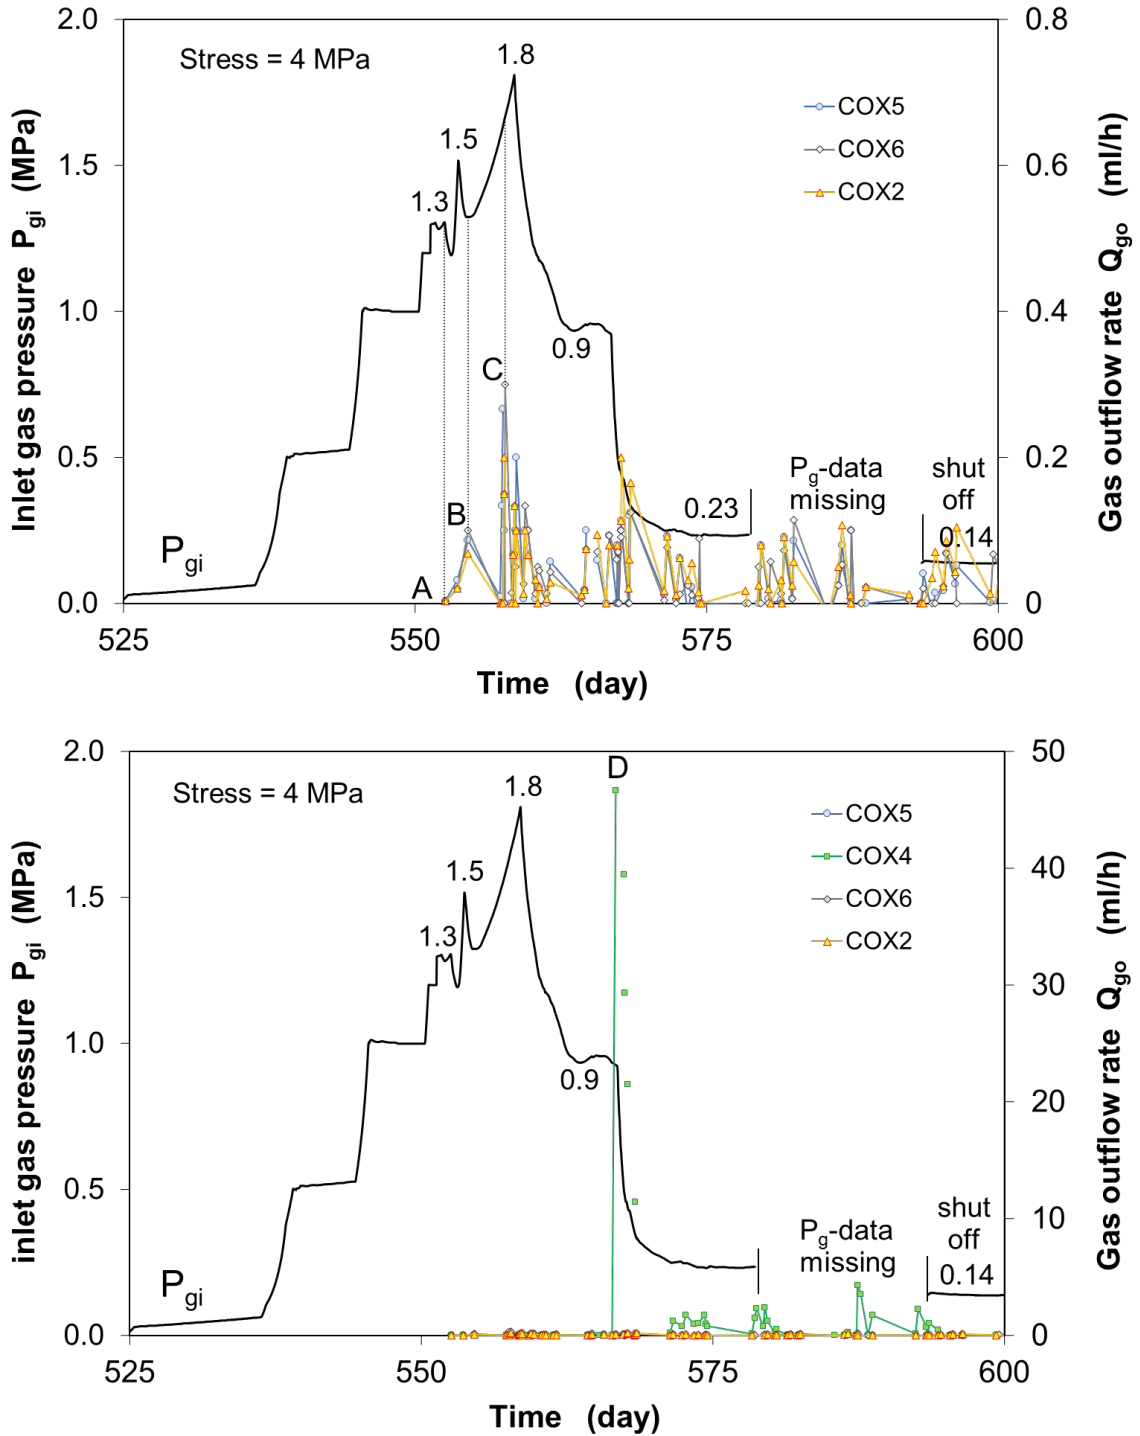 2.0
1.5
1.0
0.5
0.0
Inlet gas pressure P_gi (MPa)
0.8
0.6
0.4
0.2
0
Gas outflow rate Q_go (ml/h)
Stress = 4 MPa
1.8
1.5
1.3
COX5
COX6
COX2
0.9
C
B
A
P_gi
0.23
P_g-data
missing
shut
off
0.14
525
550
575
600
Time (day)
2.0
1.5
1.0
0.5
0.0
inlet gas pressure P_gi (MPa)
50
40
30
20
10
0
Gas outflow rate Q_go (ml/h)
Stress = 4 MPa
D
1.8
1.5
1.3
COX5
COX4
COX6
COX2
0.9
P_gi
P_g-data
missing
shut
off
0.14
525
550
575
600
Time (day)